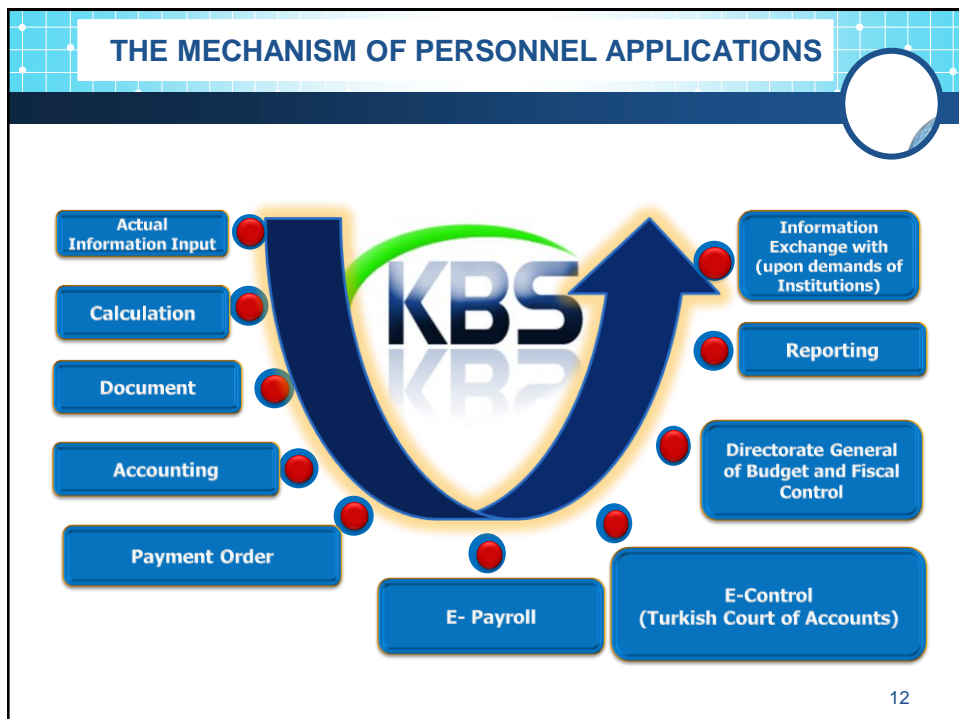 THE MECHANISM OF PERSONNEL APPLICATIONS
Actual
Information Input
Calculation
Document
Accounting
Payment Order
E- Payroll
E-Control
(Turkish Court of Accounts)
Directorate General
of Budget and Fiscal
Control
Reporting
Information
Exchange with
(upon demands of
Institutions)
KBS
12